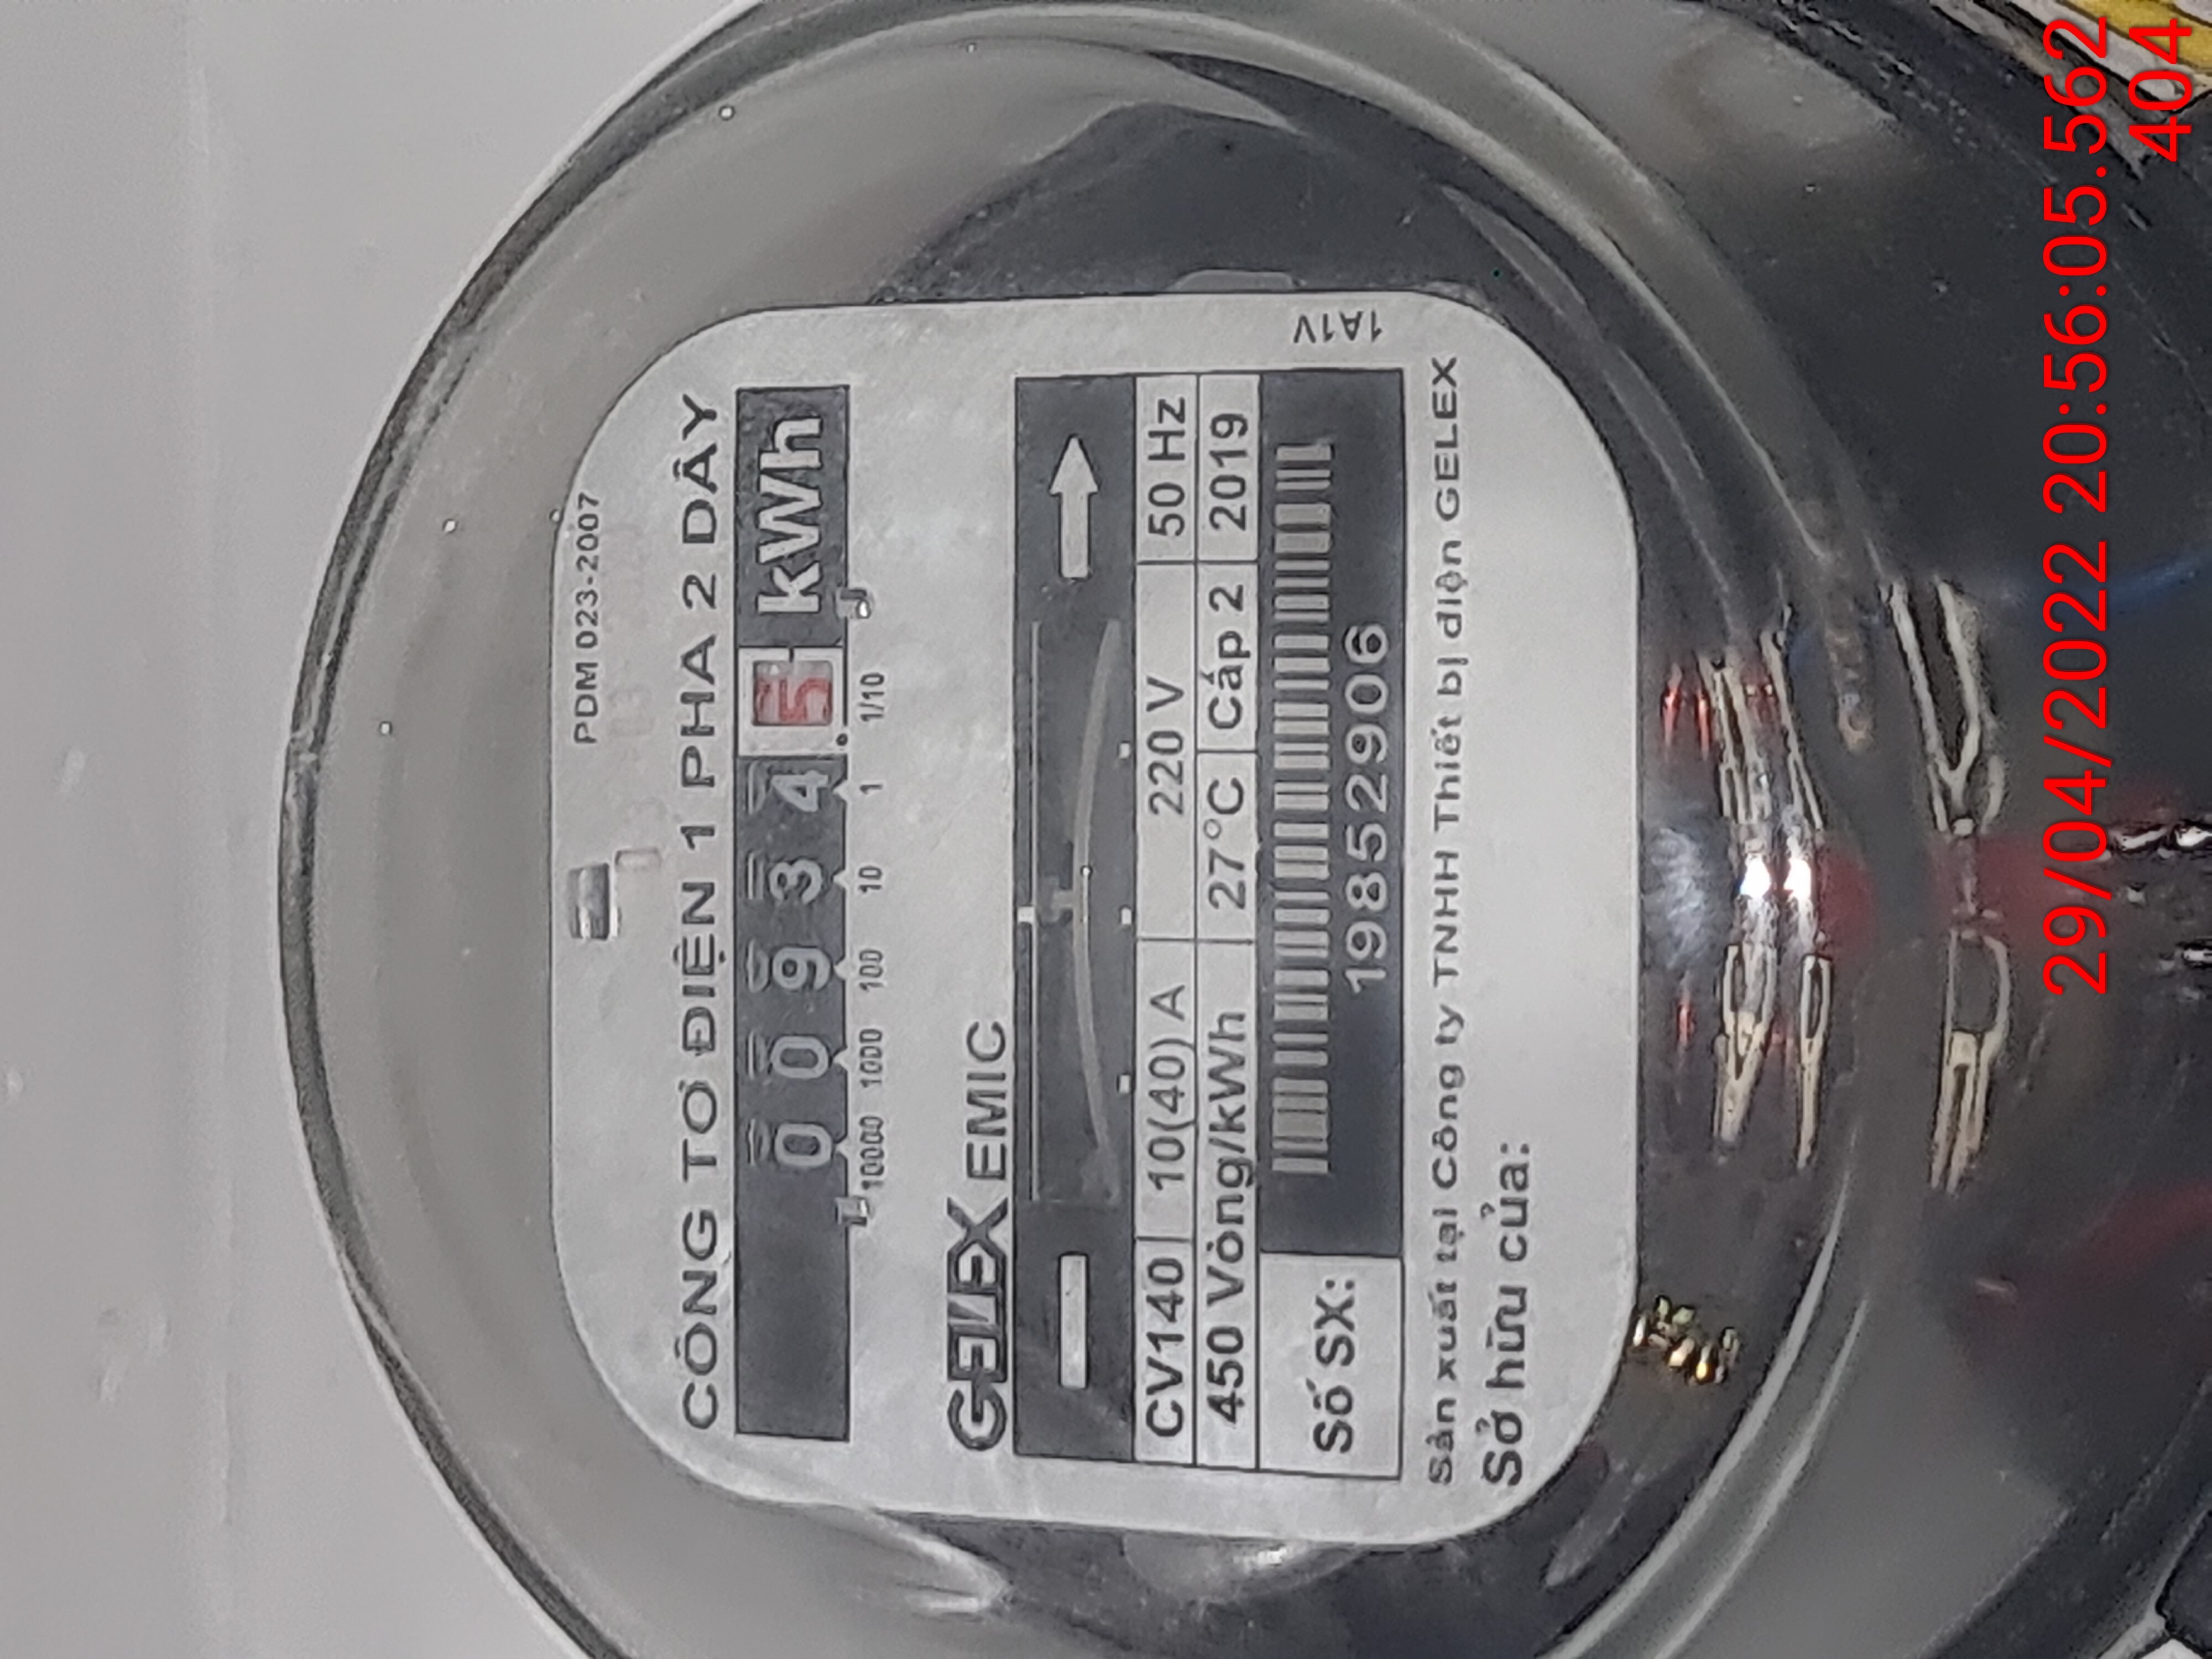 PDM 023-2007
CÔNG TƠ ĐIỆN 1 PHA 2 DÂY
0 0 9 3 4 5 kWh
10000 1000 100 10 1 1/10
GELEX EMIC
CV140 10(40) A 220 V 50 Hz
450 Vòng/kWh 27°C Cấp 2 2019
Số SX: 19852906
1A1V
Sản xuất tại Công ty TNHH Thiết bị điện GELEX
Sở hữu của:
29/04/2022 20:56:05.562
404